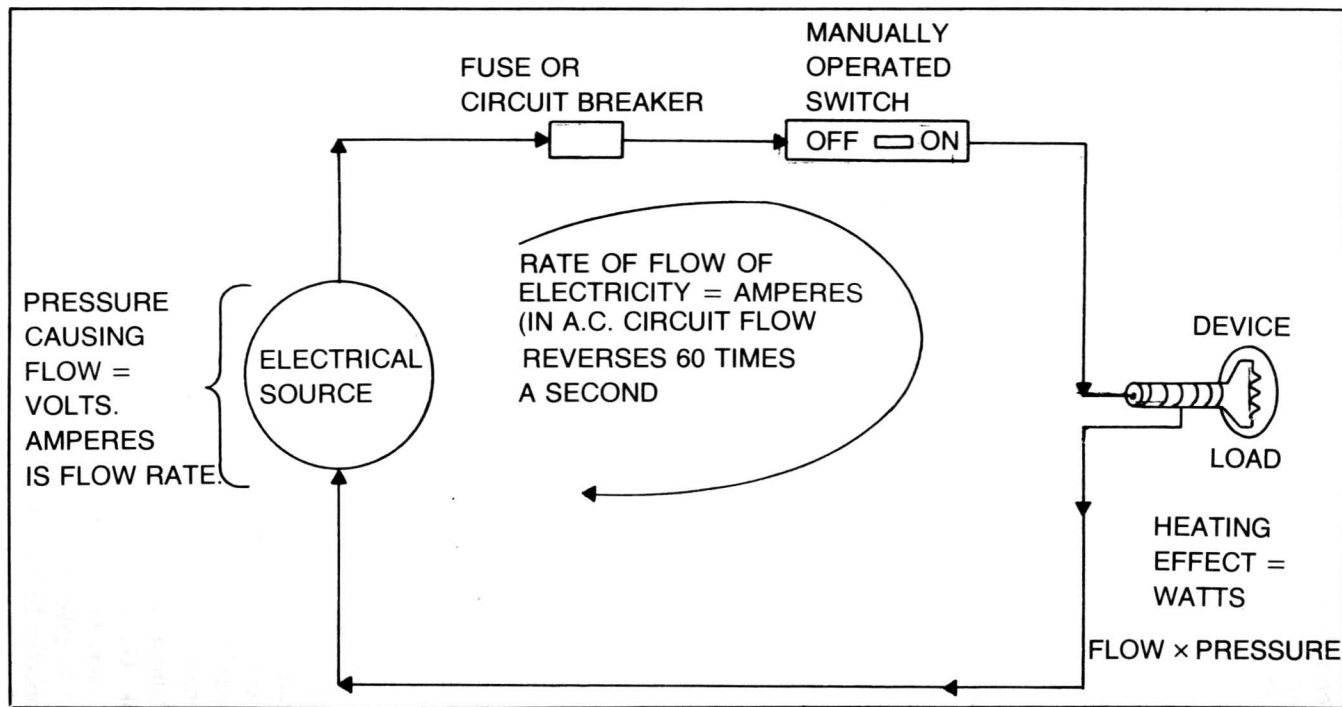 MANUALLY
OPERATED
SWITCH
FUSE OR
CIRCUIT BREAKER
OFF ON
RATE OF FLOW OF
ELECTRICITY = AMPERES
(IN A.C. CIRCUIT FLOW
REVERSES 60 TIMES
A SECOND
PRESSURE
CAUSING
FLOW =
VOLTS.
AMPERES
IS FLOW RATE.
ELECTRICAL
SOURCE
DEVICE
LOAD
HEATING
EFFECT =
WATTS
FLOW × PRESSURE